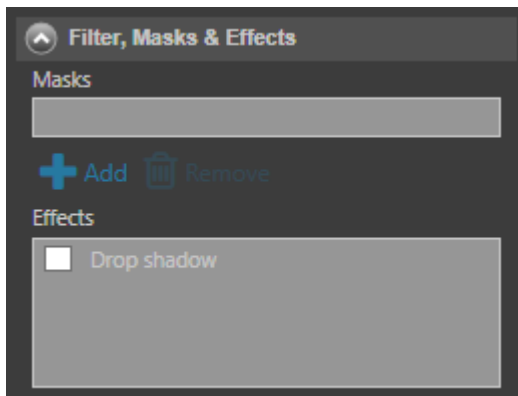 Filter, Masks & Effects
Masks
Add Remove
Effects
Drop shadow